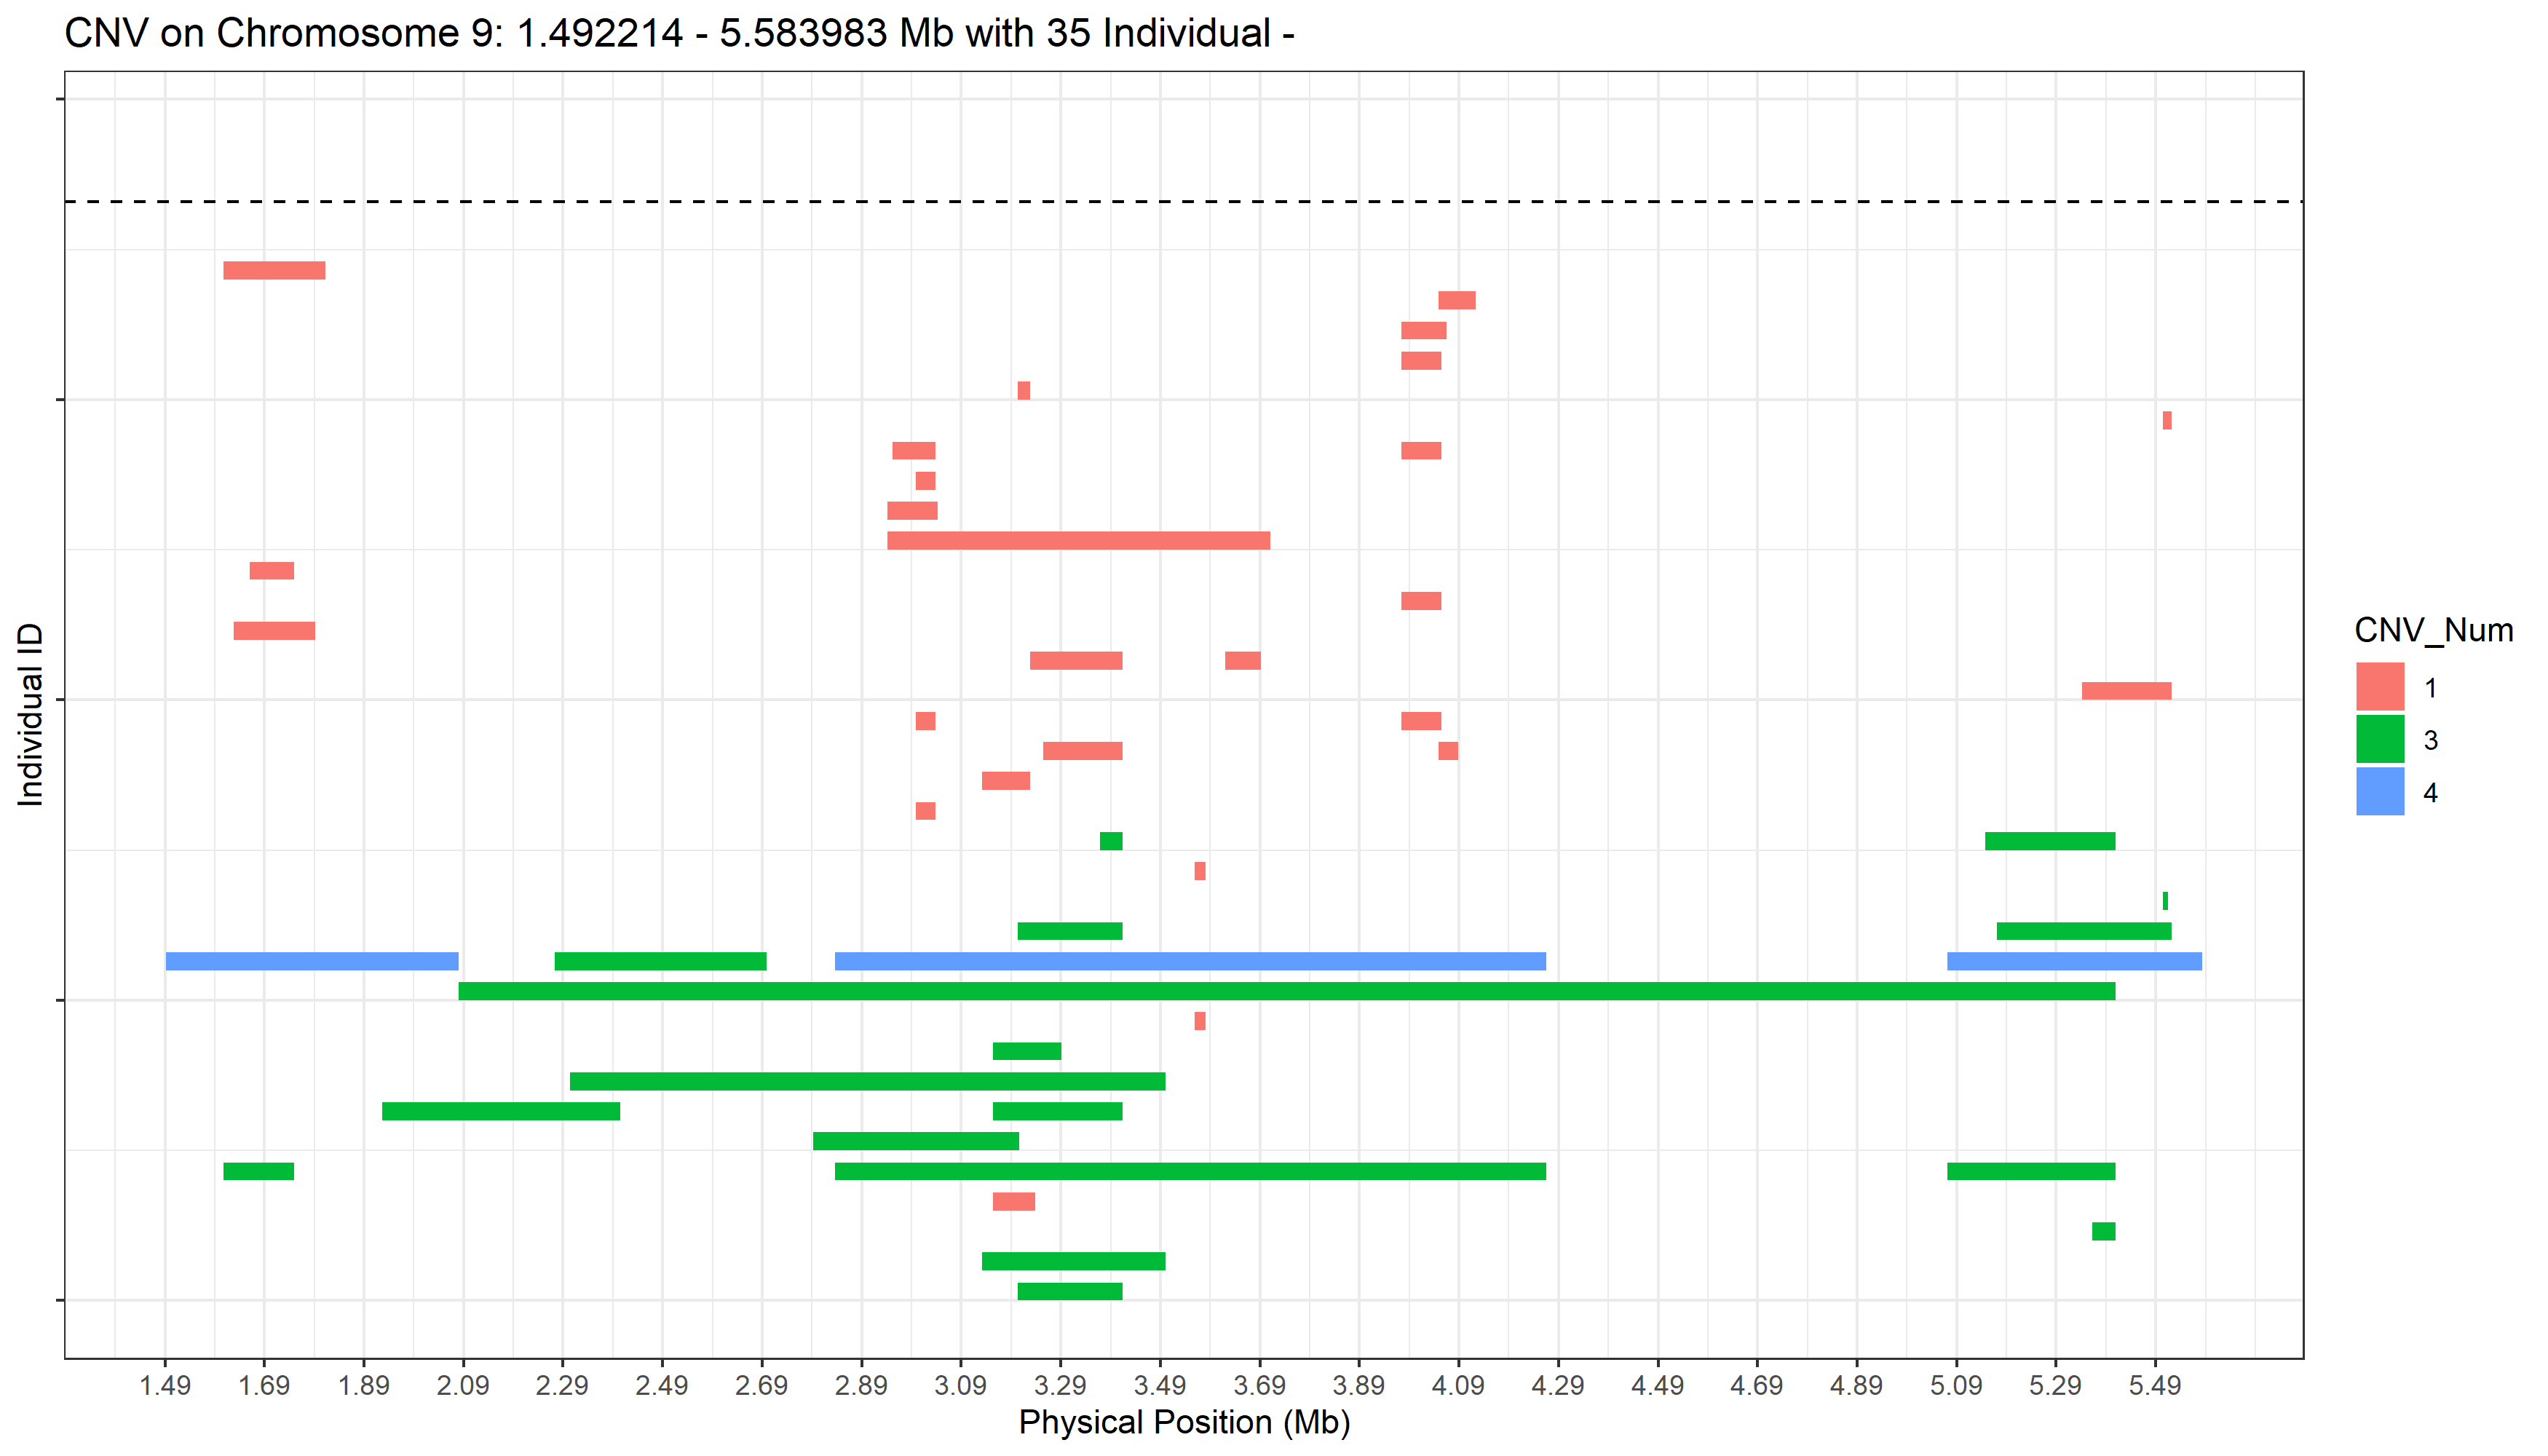 CNV on Chromosome 9: 1.492214 - 5.583983 Mb with 35 Individual -
Individual ID
CNV_Num
1
3
4
1.49 1.69 1.89 2.09 2.29 2.49 2.69 2.89 3.09 3.29 3.49 3.69 3.89 4.09 4.29 4.49 4.69 4.89 5.09 5.29 5.49
Physical Position (Mb)